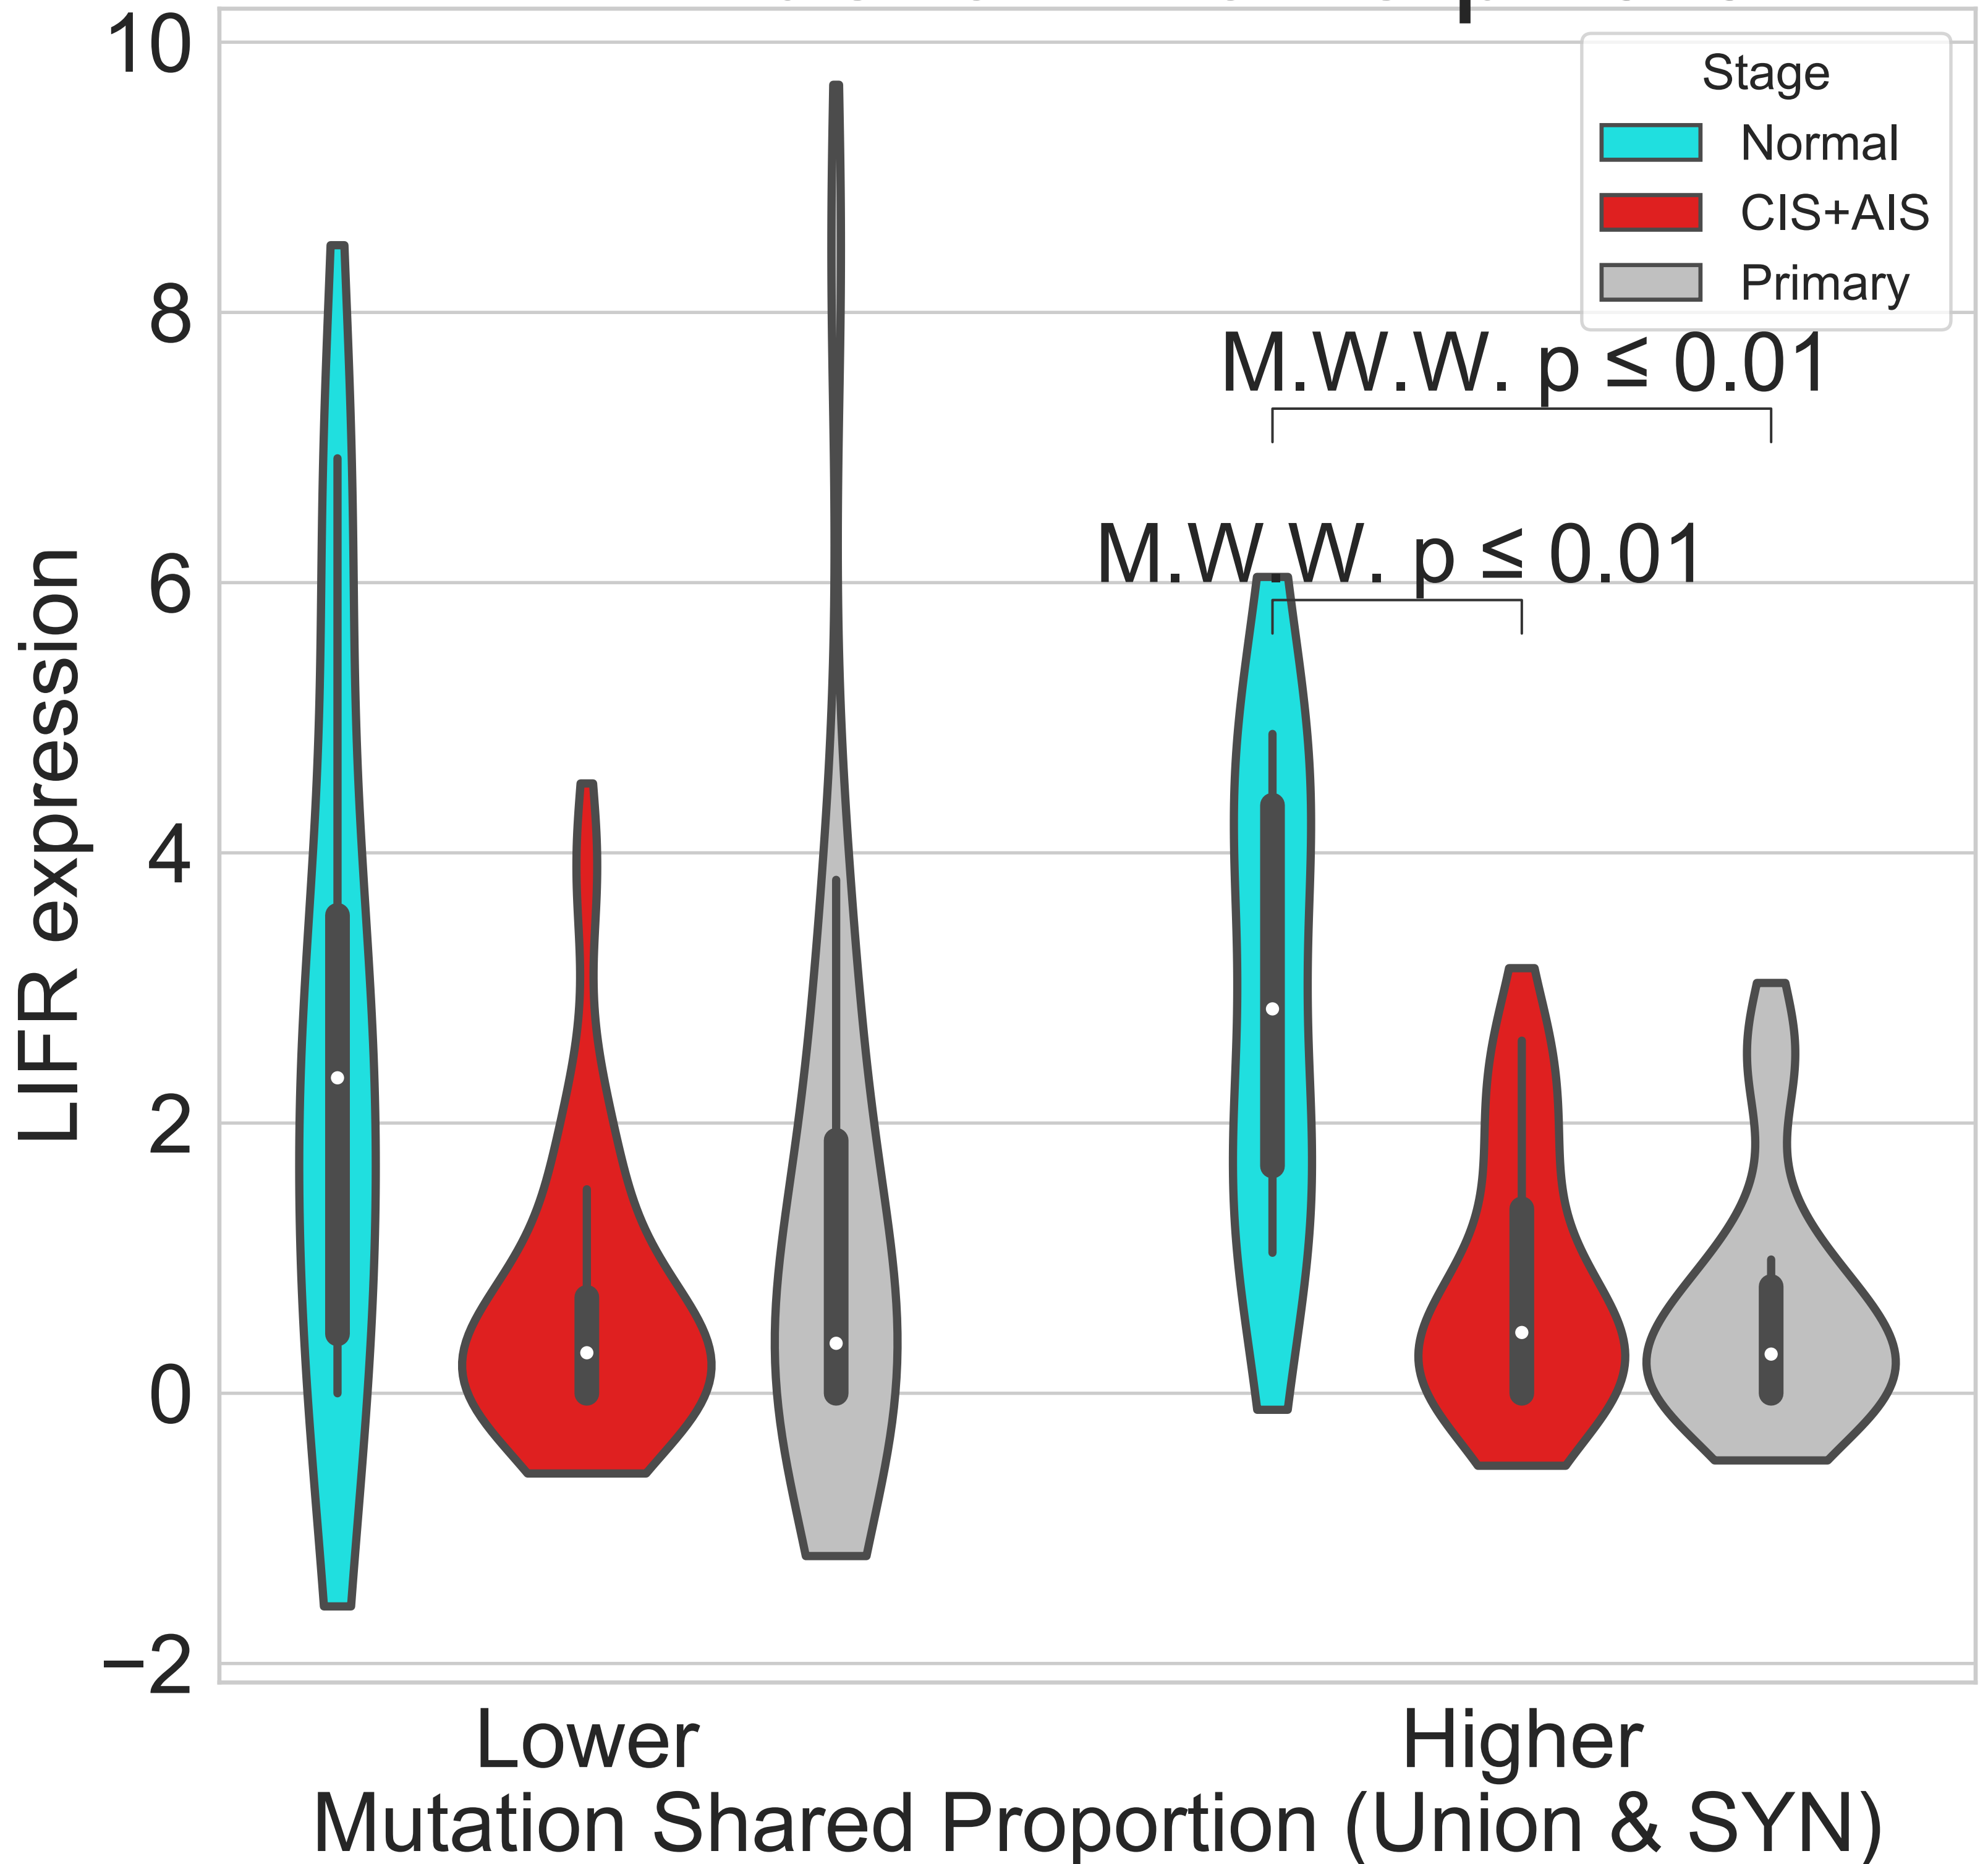 10
Stage
Normal
CIS+AIS
Primary
8
M.W.W. p ≤ 0.01
M.W.W. p ≤ 0.01
6
4
2
0
−2
LIFR expression
Lower
Higher
Mutation Shared Proportion (Union & SYN)